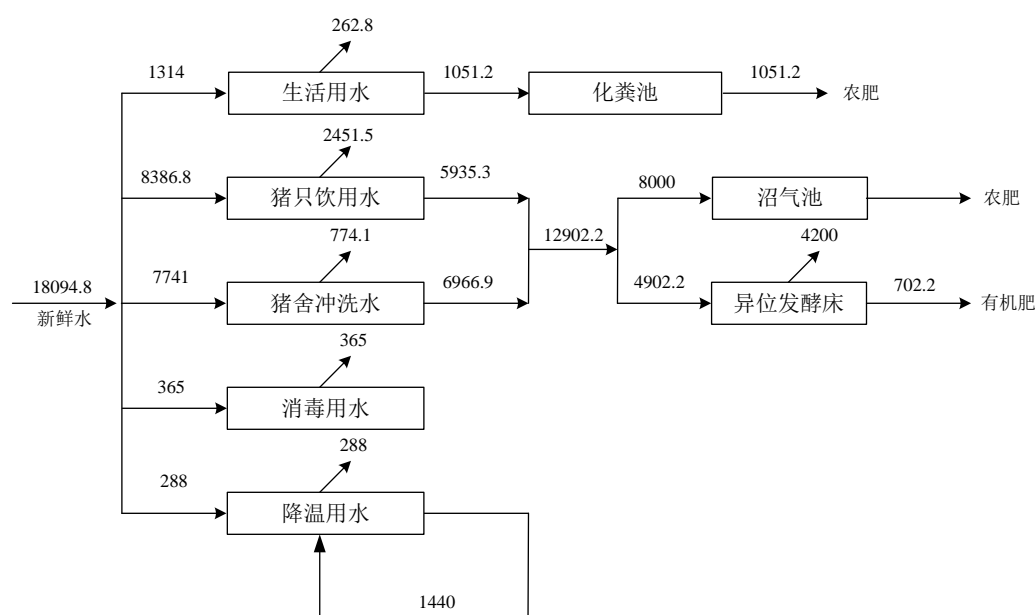 262.8
1314
生活用水
1051.2
化粪池
1051.2
农肥
2451.5
8386.8
猪只饮用水
5935.3
8000
沼气池
农肥
774.1
12902.2
4200
18094.8
新鲜水
7741
猪舍冲洗水
6966.9
4902.2
异位发酵床
702.2
有机肥
365
365
消毒用水
288
288
降温用水
1440